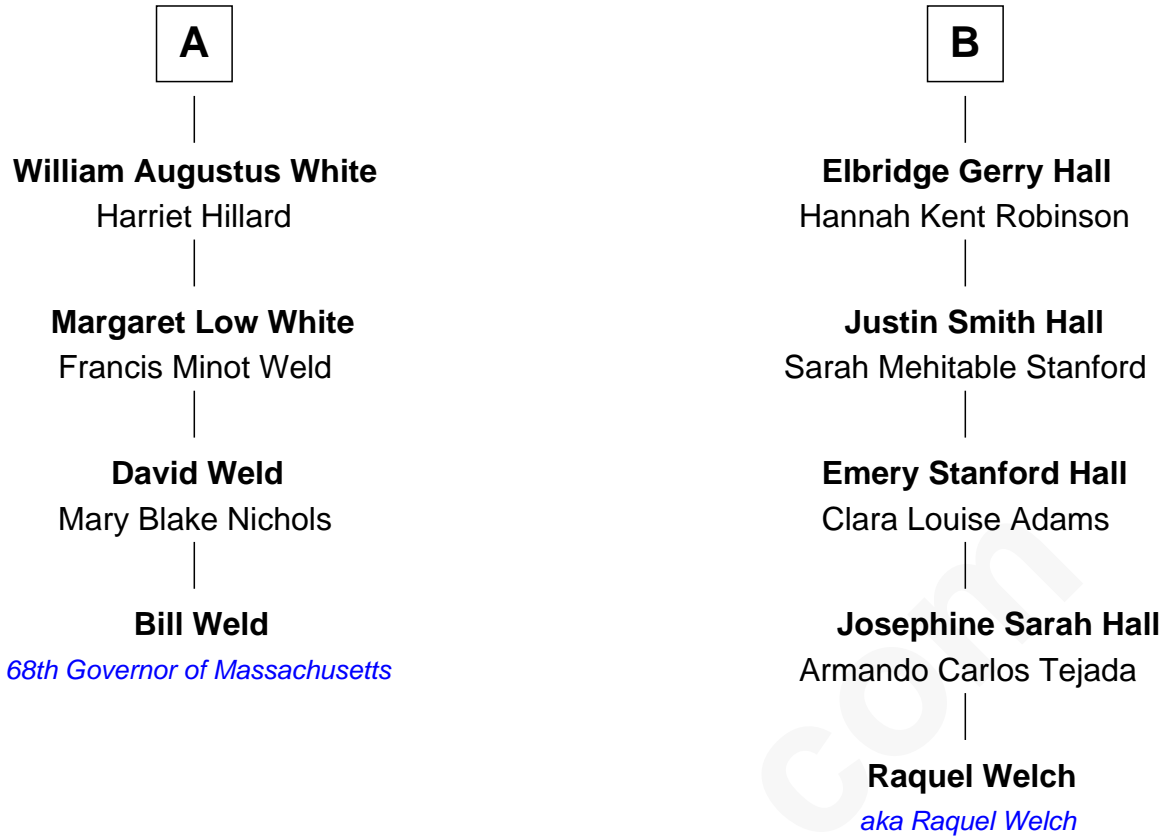 A
William Augustus White
Harriet Hillard
Margaret Low White
Francis Minot Weld
David Weld
Mary Blake Nichols
Bill Weld
68th Governor of Massachusetts
B
Elbridge Gerry Hall
Hannah Kent Robinson
Justin Smith Hall
Sarah Mehitable Stanford
Emery Stanford Hall
Clara Louise Adams
Josephine Sarah Hall
Armando Carlos Tejada
Raquel Welch
aka Raquel Welch
com